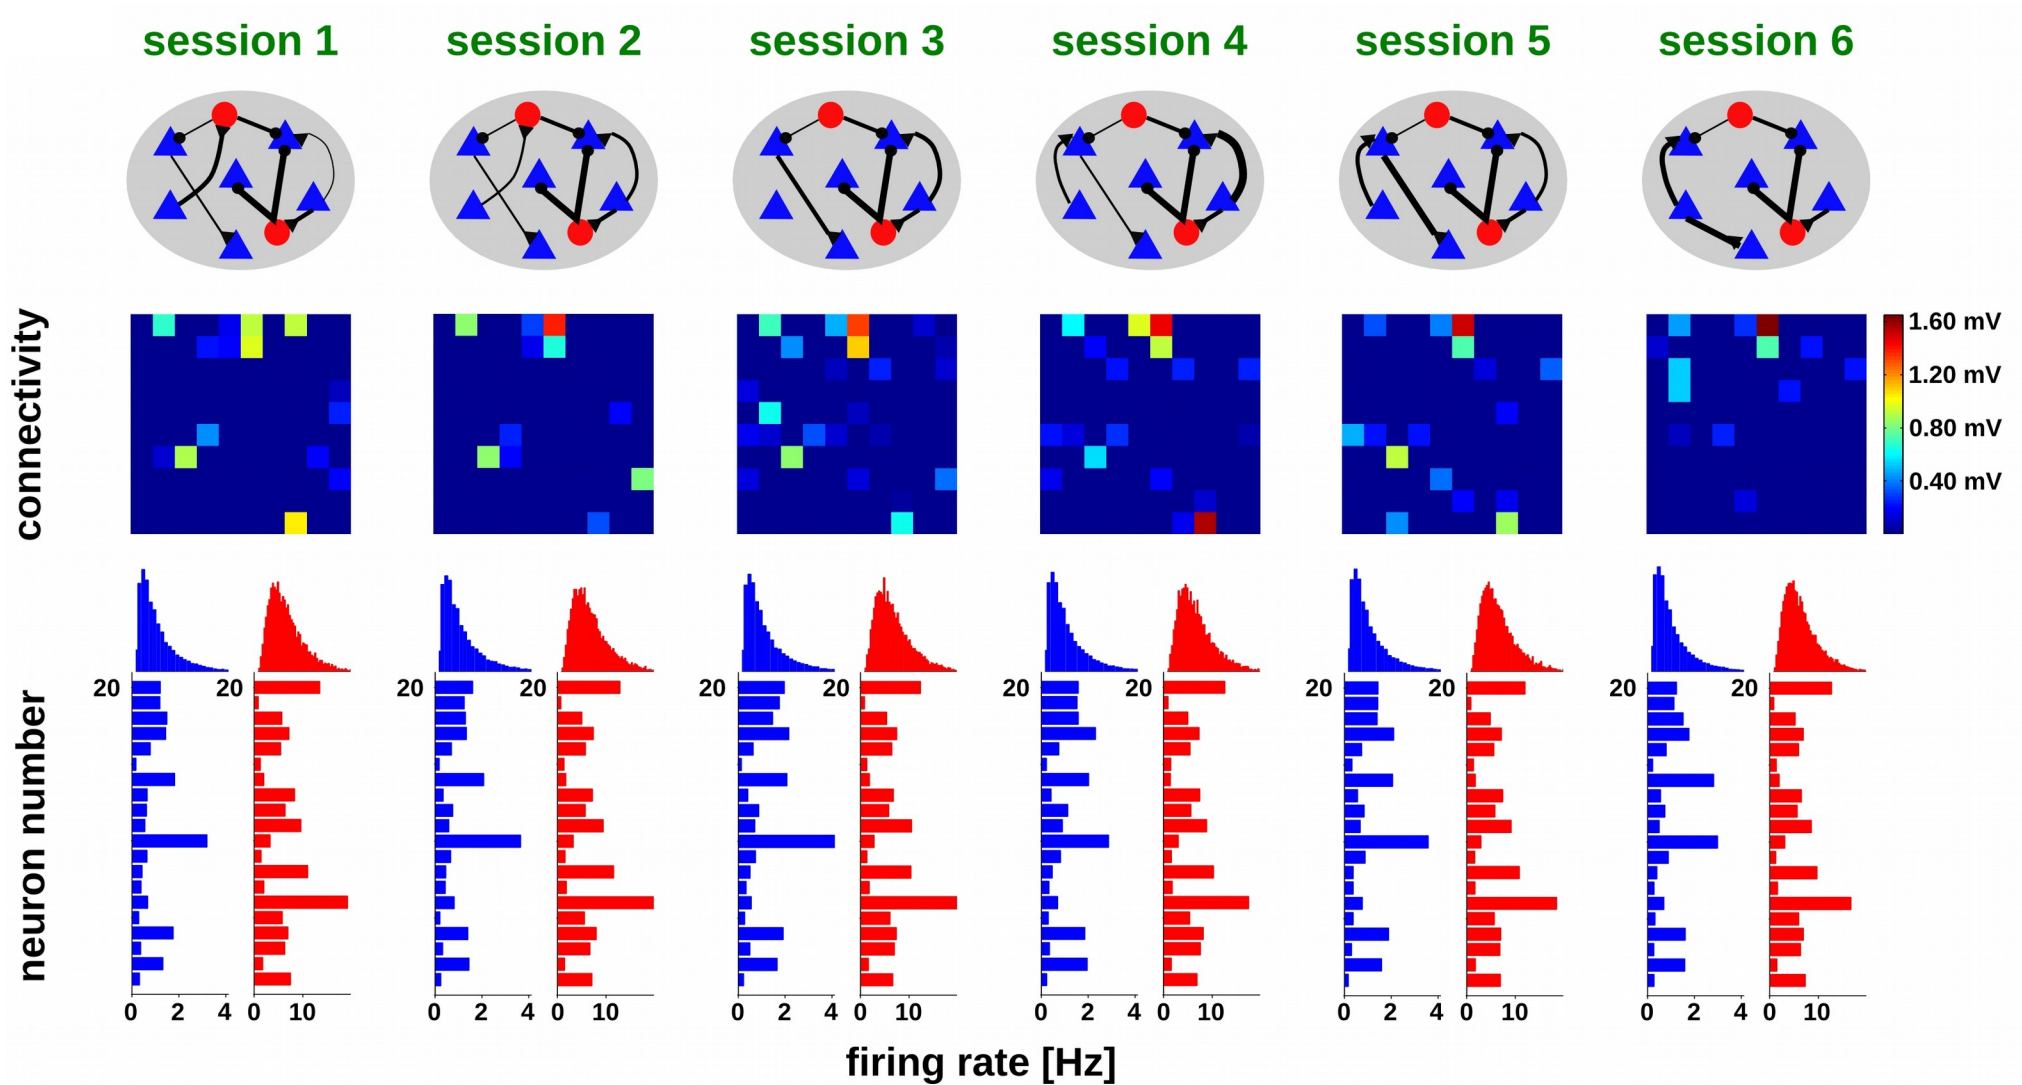 session 1 session 2 session 3 session 4 session 5 session 6
connectivity
1.60 mV
1.20 mV
0.80 mV
0.40 mV
neuron number
20 20 20 20 20 20 20 20 20 20 20 20
0 2 4 0 10 0 2 4 0 10 0 2 4 0 10 0 2 4 0 10 0 2 4 0 10 0 2 4 0 10
firing rate [Hz]